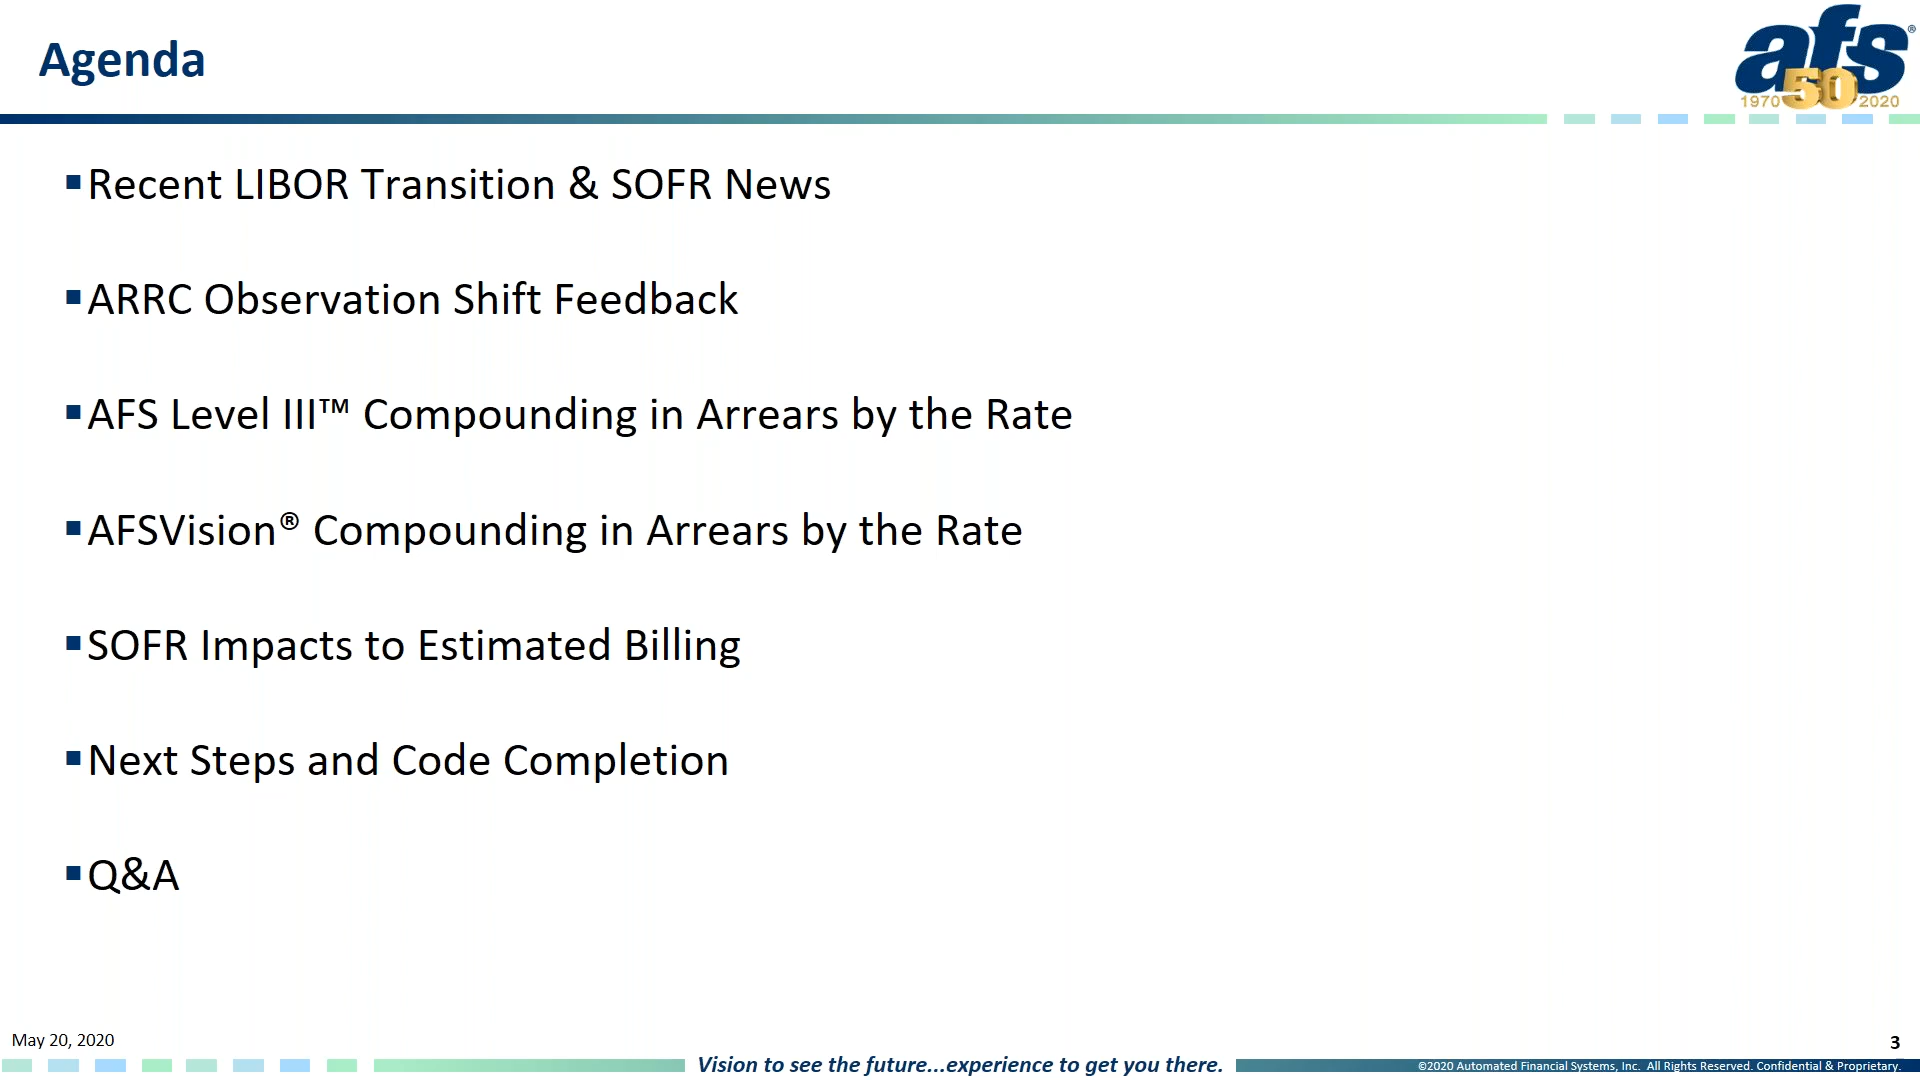 Agenda
afs®
1970 50 2020
▪Recent LIBOR Transition & SOFR News
▪ARRC Observation Shift Feedback
▪AFS Level III™ Compounding in Arrears by the Rate
▪AFSVision® Compounding in Arrears by the Rate
▪SOFR Impacts to Estimated Billing
▪Next Steps and Code Completion
▪Q&A
May 20, 2020
3
Vision to see the future...experience to get you there.
©2020 Automated Financial Systems, Inc. All Rights Reserved. Confidential & Proprietary.